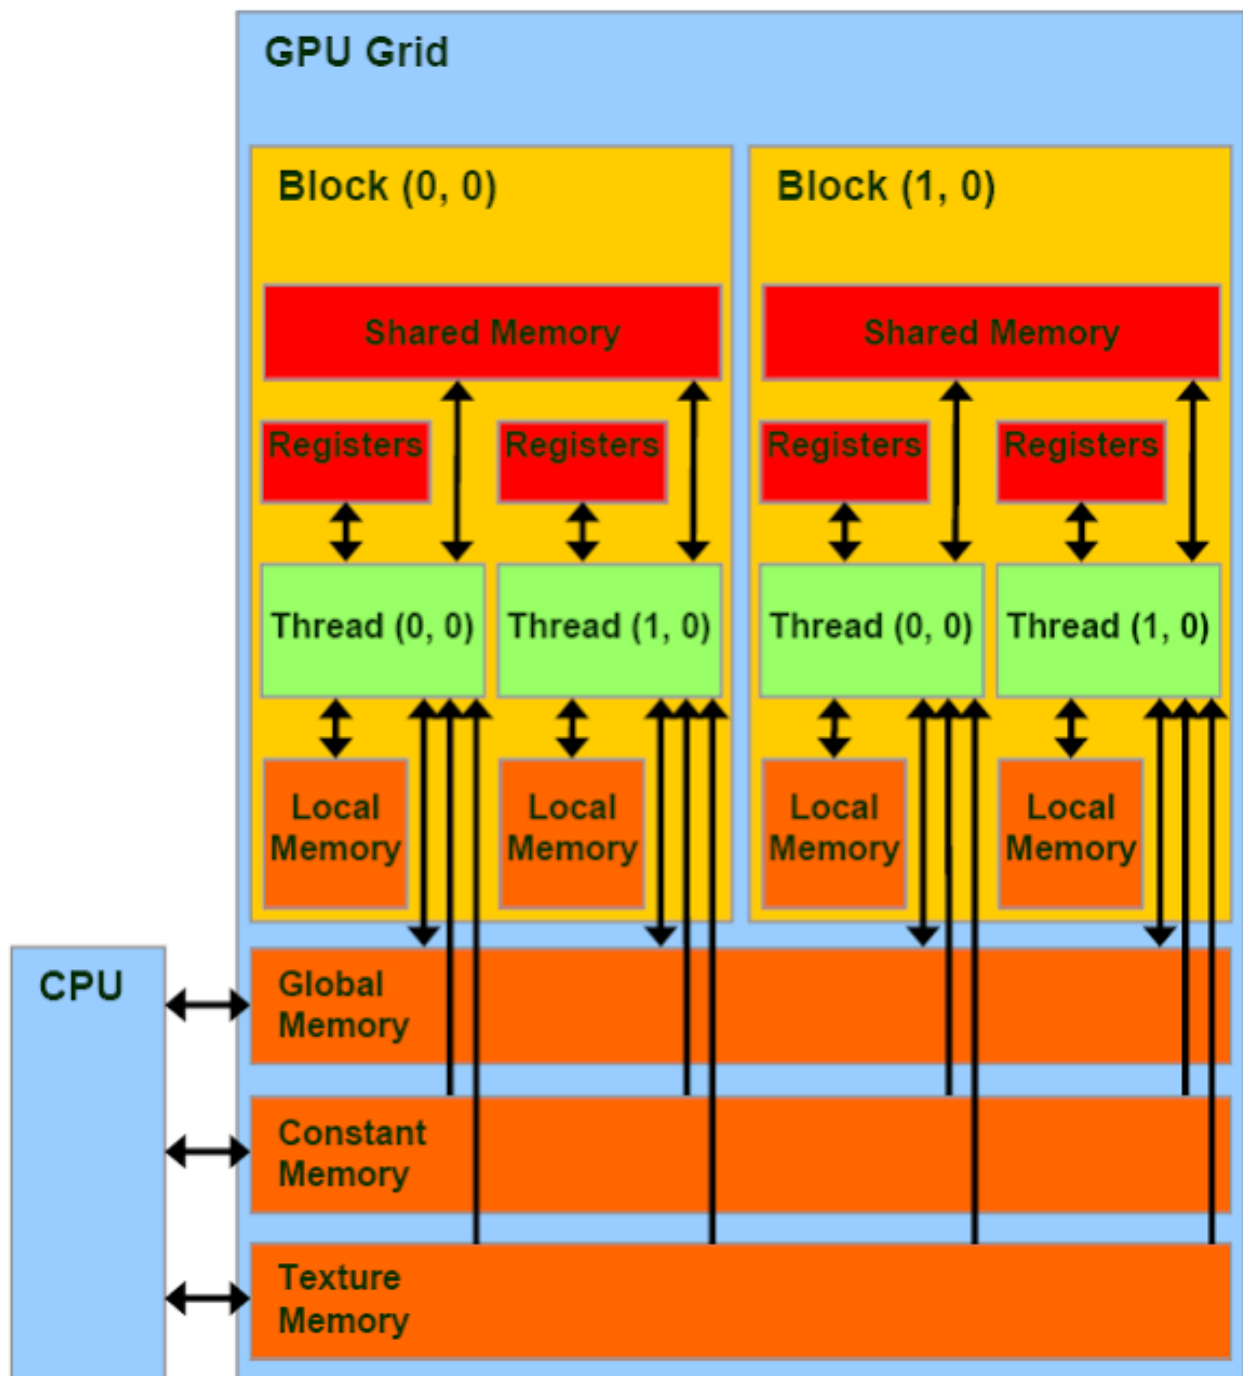 GPU Grid
Block (0, 0)
Shared Memory
Registers
Registers
Thread (0, 0)
Thread (1, 0)
Local
Memory
Local
Memory
Block (1, 0)
Shared Memory
Registers
Registers
Thread (0, 0)
Thread (1, 0)
Local
Memory
Local
Memory
CPU
Global
Memory
Constant
Memory
Texture
Memory